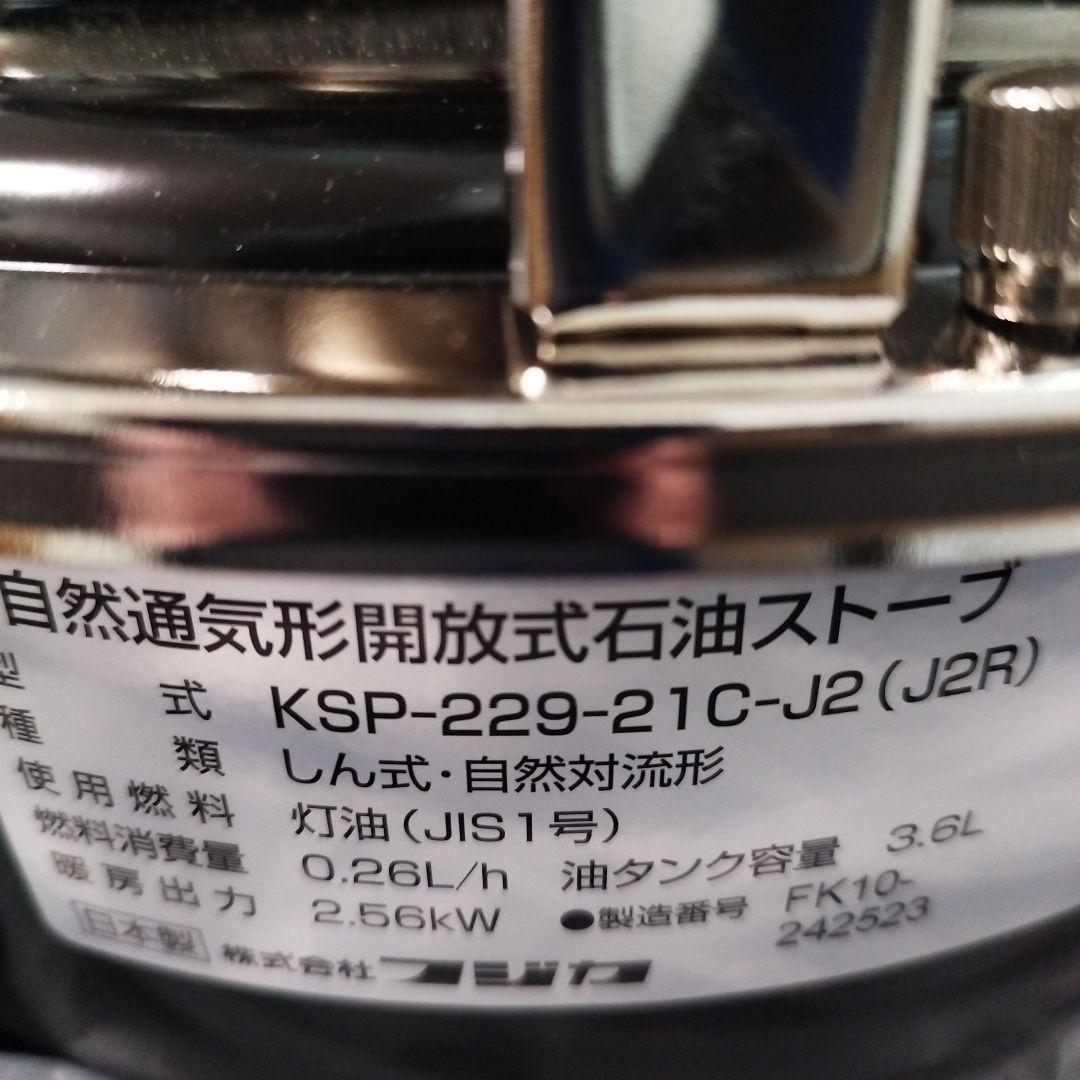 自然通気形開放式石油ストーブ
型式 KSP-229-21C-J2(J2R)
種類 しん式・自然対流形
使用燃料 灯油(JIS1号)
燃料消費量 0.26L/h 油タンク容量 3.6L
暖房出力 2.56kW ●製造番号 FK10-
242523
日本製 株式会社フジカ